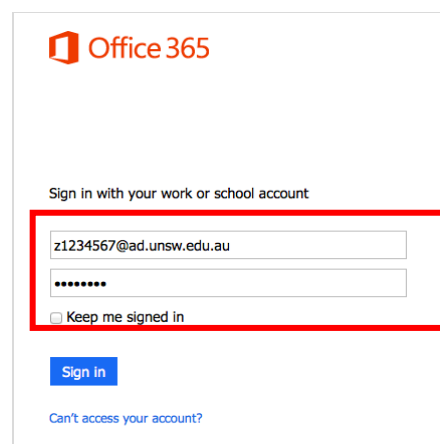 Office 365
Sign in with your work or school account
z1234567@ad.unsw.edu.au
••••••••
Keep me signed in
Sign in
Can't access your account?